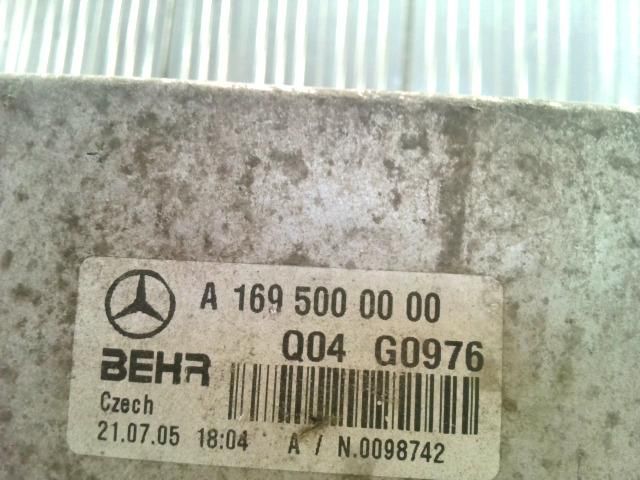 A 169 500 00 00
Q04 G0976
BEHR
Czech
21.07.05 18:04 A / N.0098742